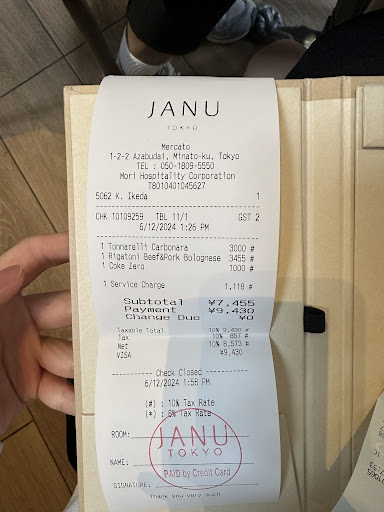 JANU
TOKYO
Mercato
1-2-2 Azabudai, Minato-ku, Tokyo
TEL : 050-1809-5550
Mori Hospitality Corporation
T8010401045627
5062 K. Ikeda 1
CHK 10109259 TBL 11/1 GST 2
6/12/2024 1:26 PM
1 Tonnarelli Carbonara 3000 #
1 Rigatoni Beef&Pork Bolognese 3455 #
1 Coke Zero 1000 #
1 Service Charge 1,118 #
Subtotal ¥7,455
Payment ¥9,430
Change Due ¥0
Taxable Total 10% 9,430 #
Tax 10% 857 #
Net 10% 8,573 #
VISA ¥9,430
---------- Check Closed ----------
6/12/2024 1:58 PM
(#) : 10% Tax Rate
(*) : 8% Tax Rate
ROOM:
JANU
TOKYO
NAME:
PAID by Credit Card
SIGNATURE:
Thank you very much